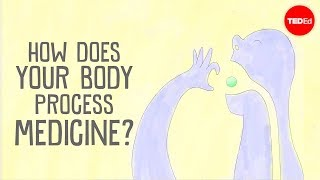 TEDEd
HOW DOES
YOUR BODY
PROCESS
MEDICINE?